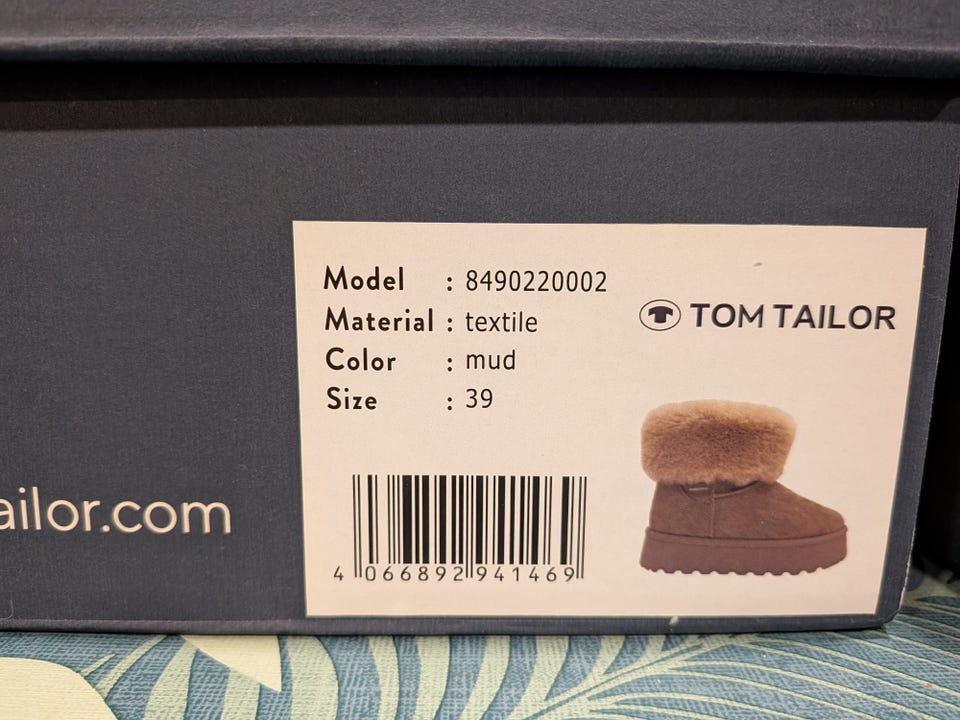 Model : 8490220002
Material : textile
Color : mud
Size : 39
TOM TAILOR
ailor.com
4 066892 941469